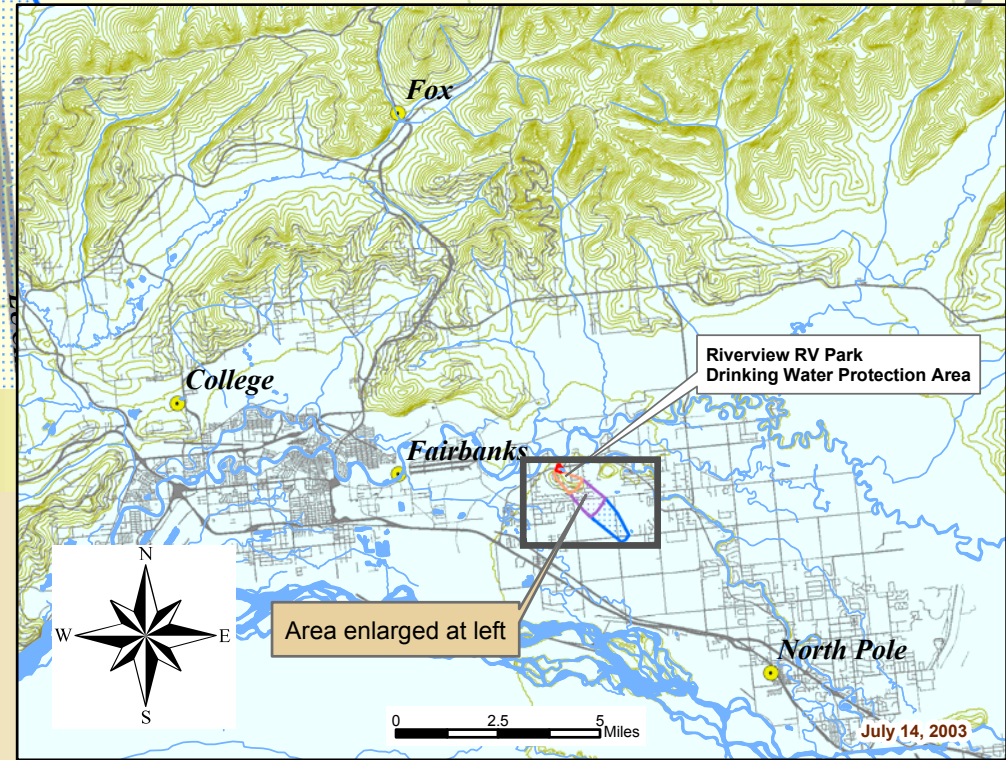 Fox
Riverview RV Park
Drinking Water Protection Area
College
Fairbanks
N
W
E
S
Area enlarged at left
North Pole
0 2.5 5
Miles
July 14, 2003